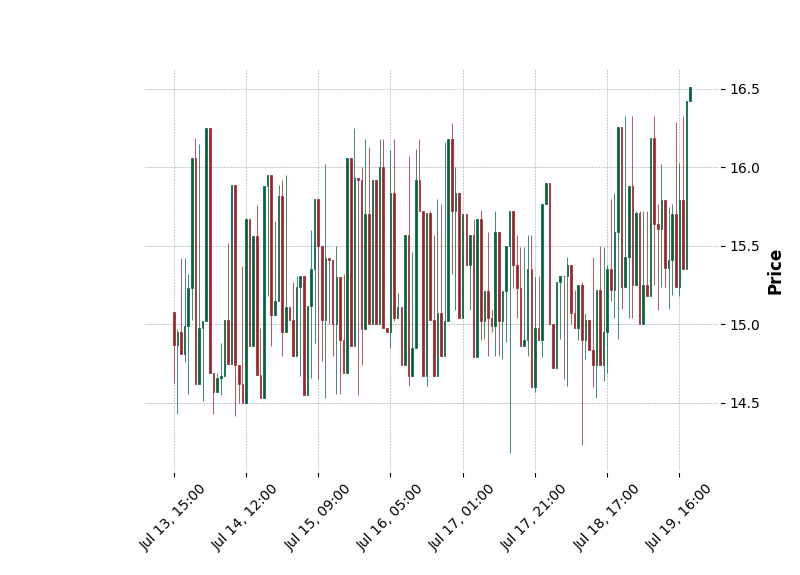 16.5
16.0
15.5
15.0
14.5
Price
Jul 13, 15:00
Jul 14, 12:00
Jul 15, 09:00
Jul 16, 05:00
Jul 17, 01:00
Jul 17, 21:00
Jul 18, 17:00
Jul 19, 16:00